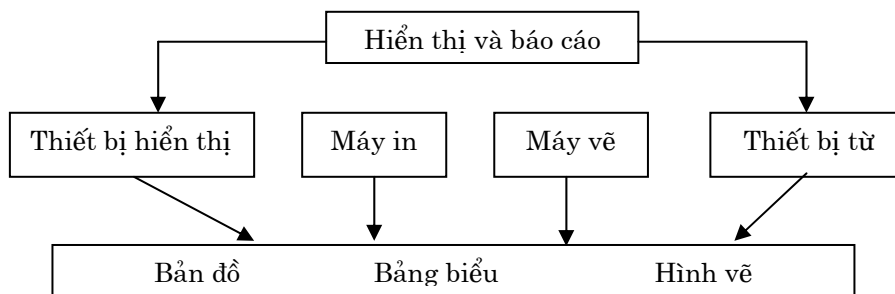 Hiển thị và báo cáo
Thiết bị hiển thị Máy in Máy vẽ Thiết bị từ
Bản đồ Bảng biểu Hình vẽ